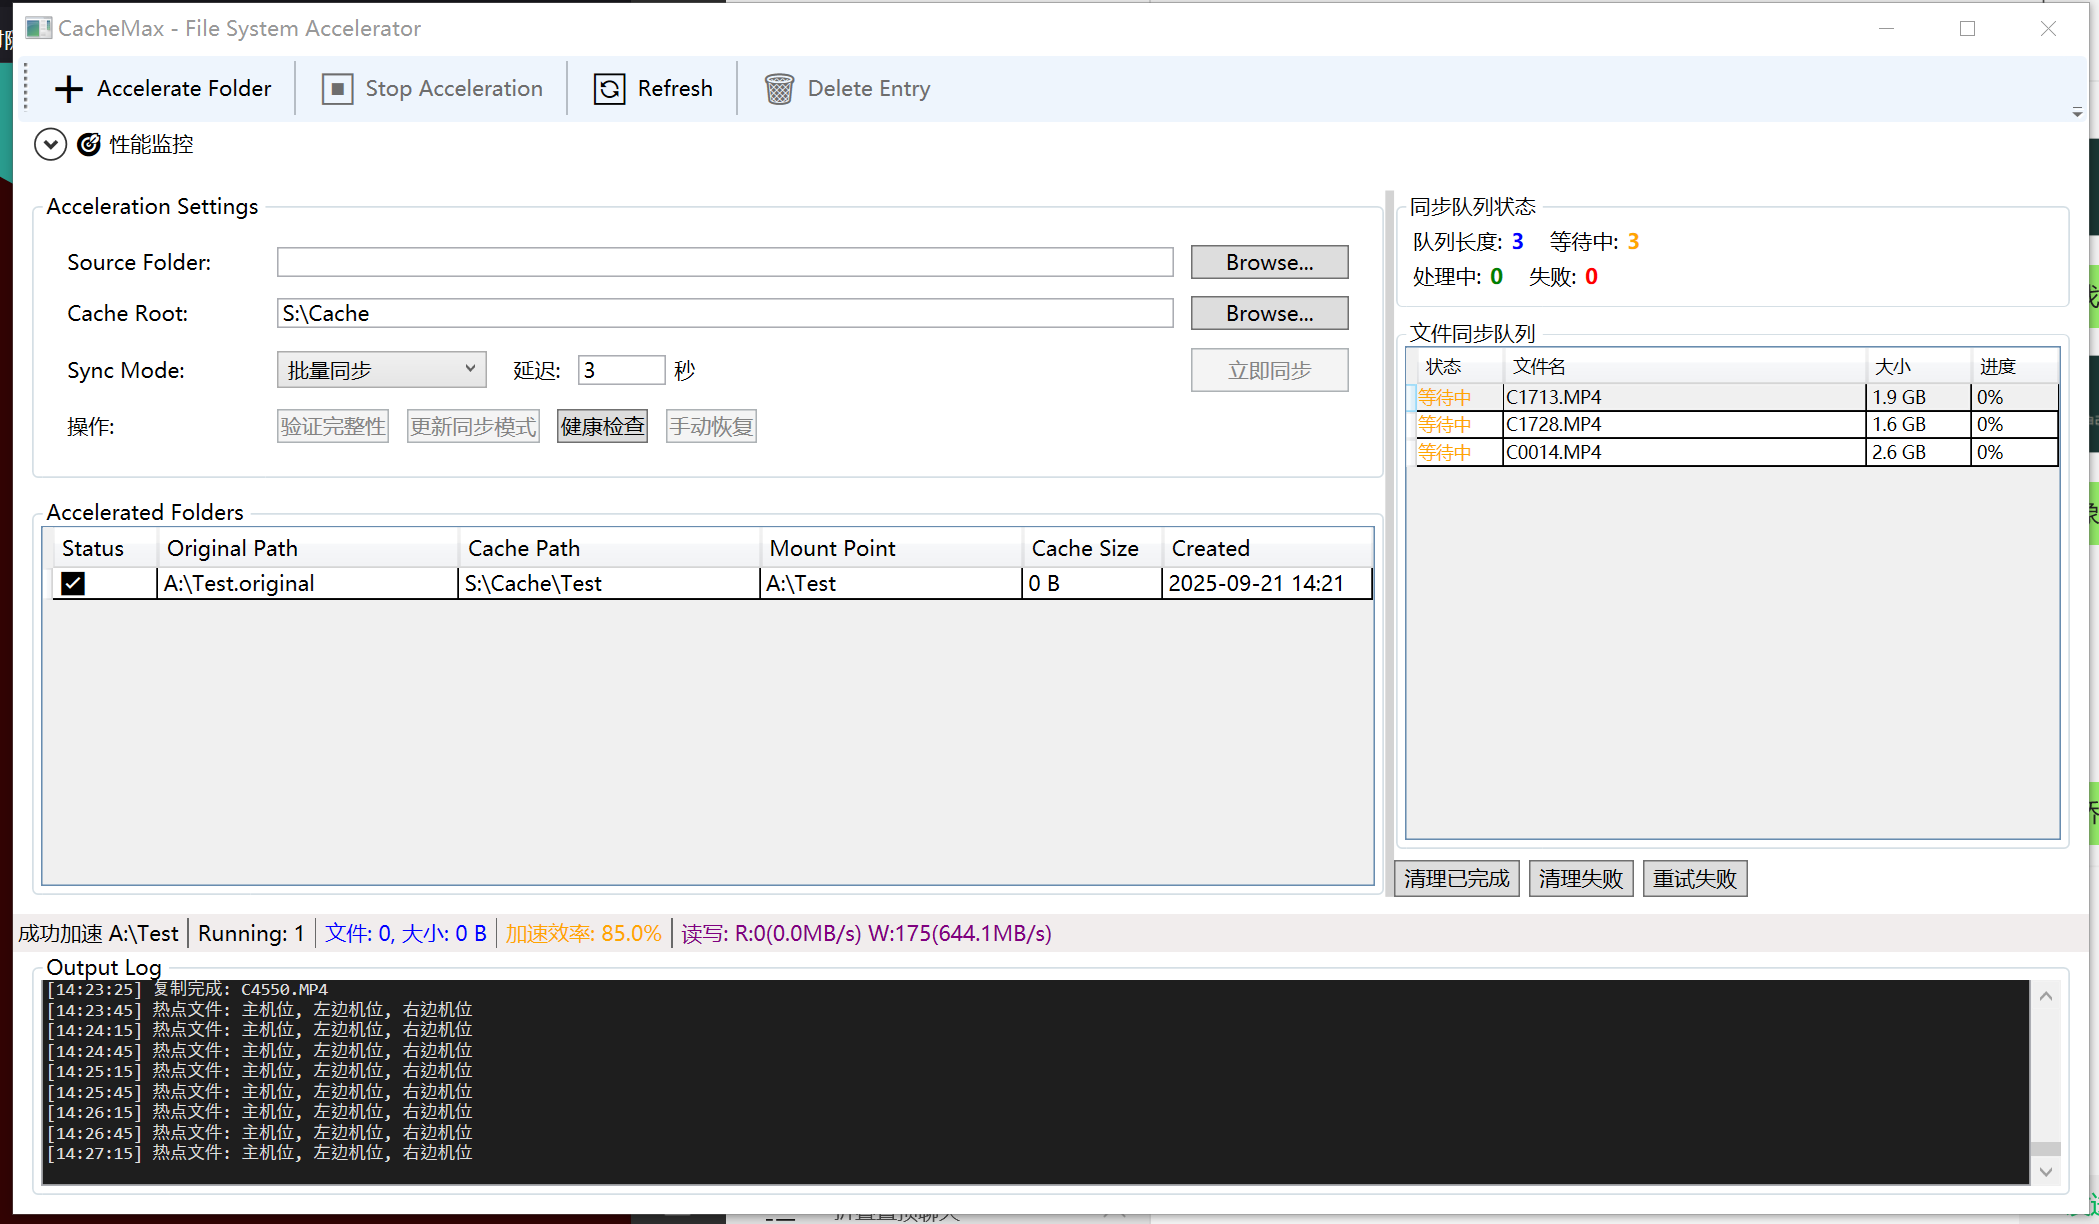 CacheMax - File System Accelerator
Accelerate Folder
Stop Acceleration
Refresh
Delete Entry
性能监控
Acceleration Settings
Source Folder:
Browse...
Cache Root:
S:\Cache
Browse...
Sync Mode:
批量同步
延迟:
3
秒
立即同步
操作:
验证完整性
更新同步模式
健康检查
手动恢复
同步队列状态
队列长度: 3 等待中: 3
处理中: 0 失败: 0
文件同步队列
状态 文件名 大小 进度
等待中 C1713.MP4 1.9 GB 0%
等待中 C1728.MP4 1.6 GB 0%
等待中 C0014.MP4 2.6 GB 0%
清理已完成
清理失败
重试失败
Accelerated Folders
Status Original Path Cache Path Mount Point Cache Size Created
A:\Test.original S:\Cache\Test A:\Test 0 B 2025-09-21 14:21
成功加速 A:\Test Running: 1 文件: 0, 大小: 0 B 加速效率: 85.0% 读写: R:0(0.0MB/s) W:175(644.1MB/s)
Output Log
[14:23:25] 复制完成: C4550.MP4
[14:23:45] 热点文件: 主机位, 左边机位, 右边机位
[14:24:15] 热点文件: 主机位, 左边机位, 右边机位
[14:24:45] 热点文件: 主机位, 左边机位, 右边机位
[14:25:15] 热点文件: 主机位, 左边机位, 右边机位
[14:25:45] 热点文件: 主机位, 左边机位, 右边机位
[14:26:15] 热点文件: 主机位, 左边机位, 右边机位
[14:26:45] 热点文件: 主机位, 左边机位, 右边机位
[14:27:15] 热点文件: 主机位, 左边机位, 右边机位